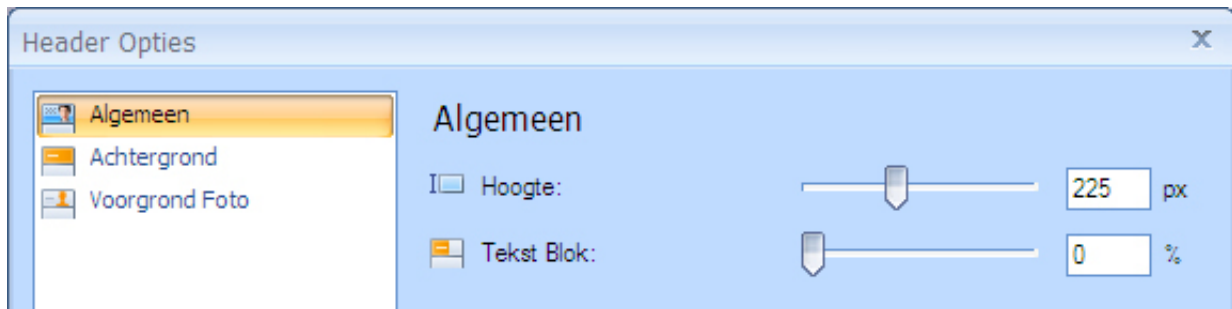 Header Opties
Algemeen
Achtergrond
Voorgrond Foto
Algemeen
Hoogte: 225 px
Tekst Blok: 0 %